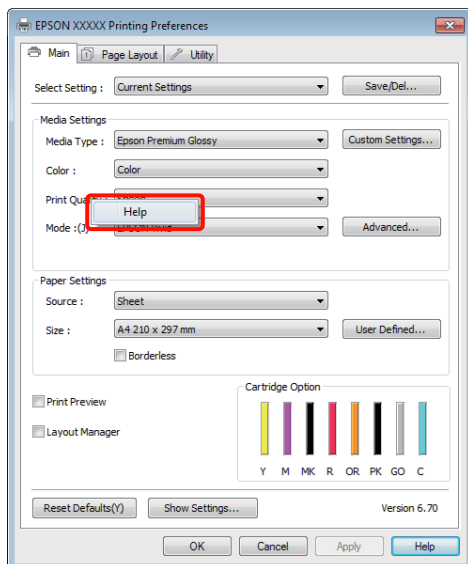 EPSON XXXXX Printing Preferences
Main Page Layout Utility
Select Setting : Current Settings Save/Del...
Media Settings
Media Type : Epson Premium Glossy Custom Settings...
Color : Color
Print
Help
Mode :(J) Advanced...
Paper Settings
Source : Sheet
Size : A4 210 x 297 mm User Defined...
Borderless
Print Preview
Layout Manager
Cartridge Option
Y M MK R OR PK GO C
Reset Defaults(Y) Show Settings... Version 6.70
OK Cancel Apply Help